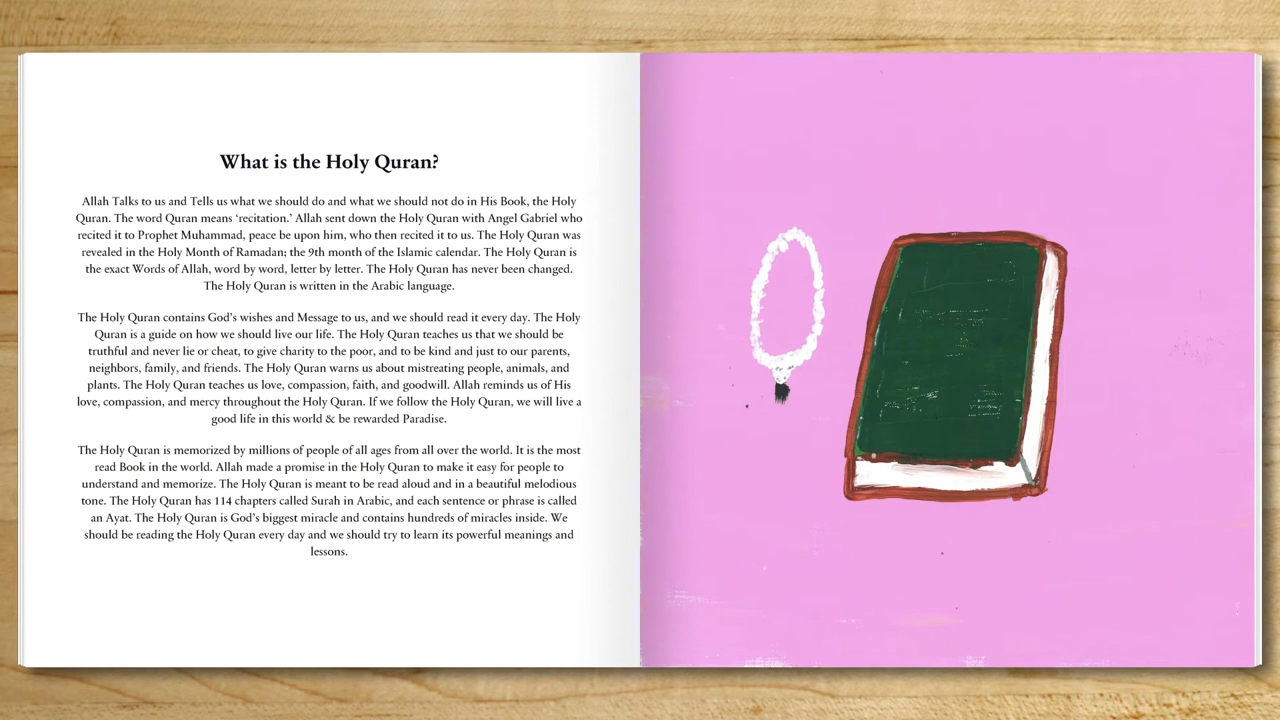 What is the Holy Quran?
Allah Talks to us and Tells us what we should do and what we should not do in His Book, the Holy
Quran. The word Quran means ‘recitation.’ Allah sent down the Holy Quran with Angel Gabriel who
recited it to Prophet Muhammad, peace be upon him, who then recited it to us. The Holy Quran was
revealed in the Holy Month of Ramadan; the 9th month of the Islamic calendar. The Holy Quran is
the exact Words of Allah, word by word, letter by letter. The Holy Quran has never been changed.
The Holy Quran is written in the Arabic language.
The Holy Quran contains God’s wishes and Message to us, and we should read it every day. The Holy
Quran is a guide on how we should live our life. The Holy Quran teaches us that we should be
truthful and never lie or cheat, to give charity to the poor, and to be kind and just to our parents,
neighbors, family, and friends. The Holy Quran warns us about mistreating people, animals, and
plants. The Holy Quran teaches us love, compassion, faith, and goodwill. Allah reminds us of His
love, compassion, and mercy throughout the Holy Quran. If we follow the Holy Quran, we will live a
good life in this world & be rewarded Paradise.
The Holy Quran is memorized by millions of people of all ages from all over the world. It is the most
read Book in the world. Allah made a promise in the Holy Quran to make it easy for people to
understand and memorize. The Holy Quran is meant to be read aloud and in a beautiful melodious
tone. The Holy Quran has 114 chapters called Surah in Arabic, and each sentence or phrase is called
an Ayat. The Holy Quran is God’s biggest miracle and contains hundreds of miracles inside. We
should be reading the Holy Quran every day and we should try to learn its powerful meanings and
lessons.